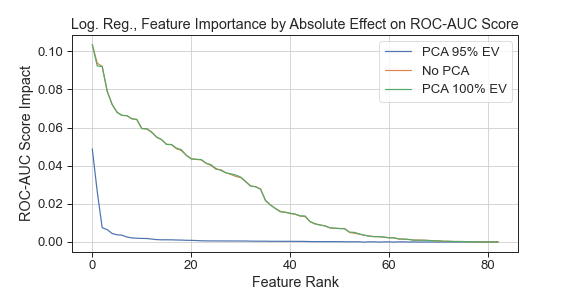 Log. Reg., Feature Importance by Absolute Effect on ROC-AUC Score
PCA 95% EV
No PCA
PCA 100% EV
ROC-AUC Score Impact
0.10
0.08
0.06
0.04
0.02
0.00
0 20 40 60 80
Feature Rank